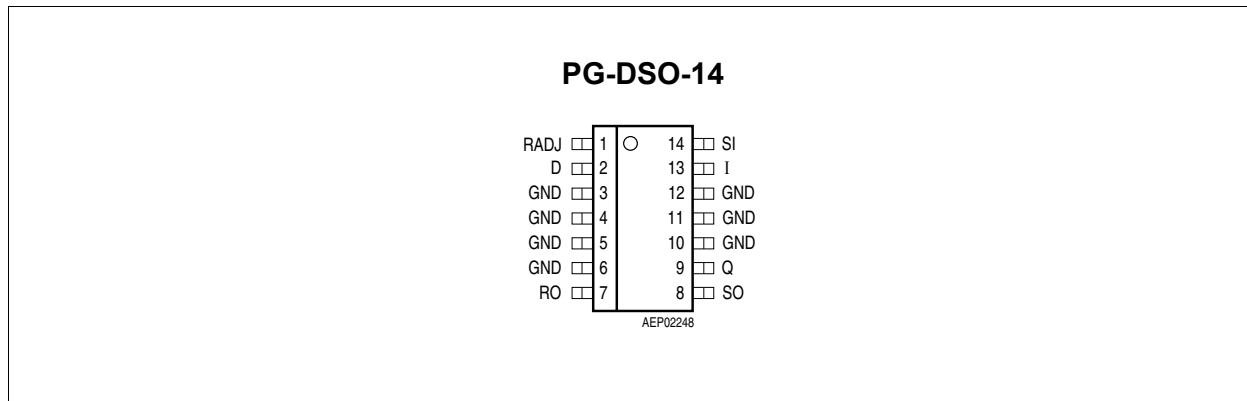 PG-DSO-14
RADJ 1 14 SI
D 2 13 I
GND 3 12 GND
GND 4 11 GND
GND 5 10 GND
GND 6 9 Q
RO 7 8 SO
AEP02248